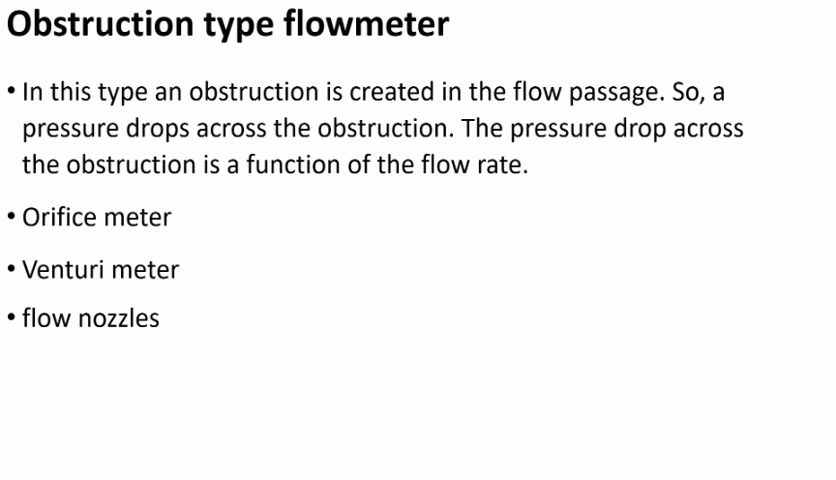 Obstruction type flowmeter
• In this type an obstruction is created in the flow passage. So, a
pressure drops across the obstruction. The pressure drop across
the obstruction is a function of the flow rate.
• Orifice meter
• Venturi meter
• flow nozzles